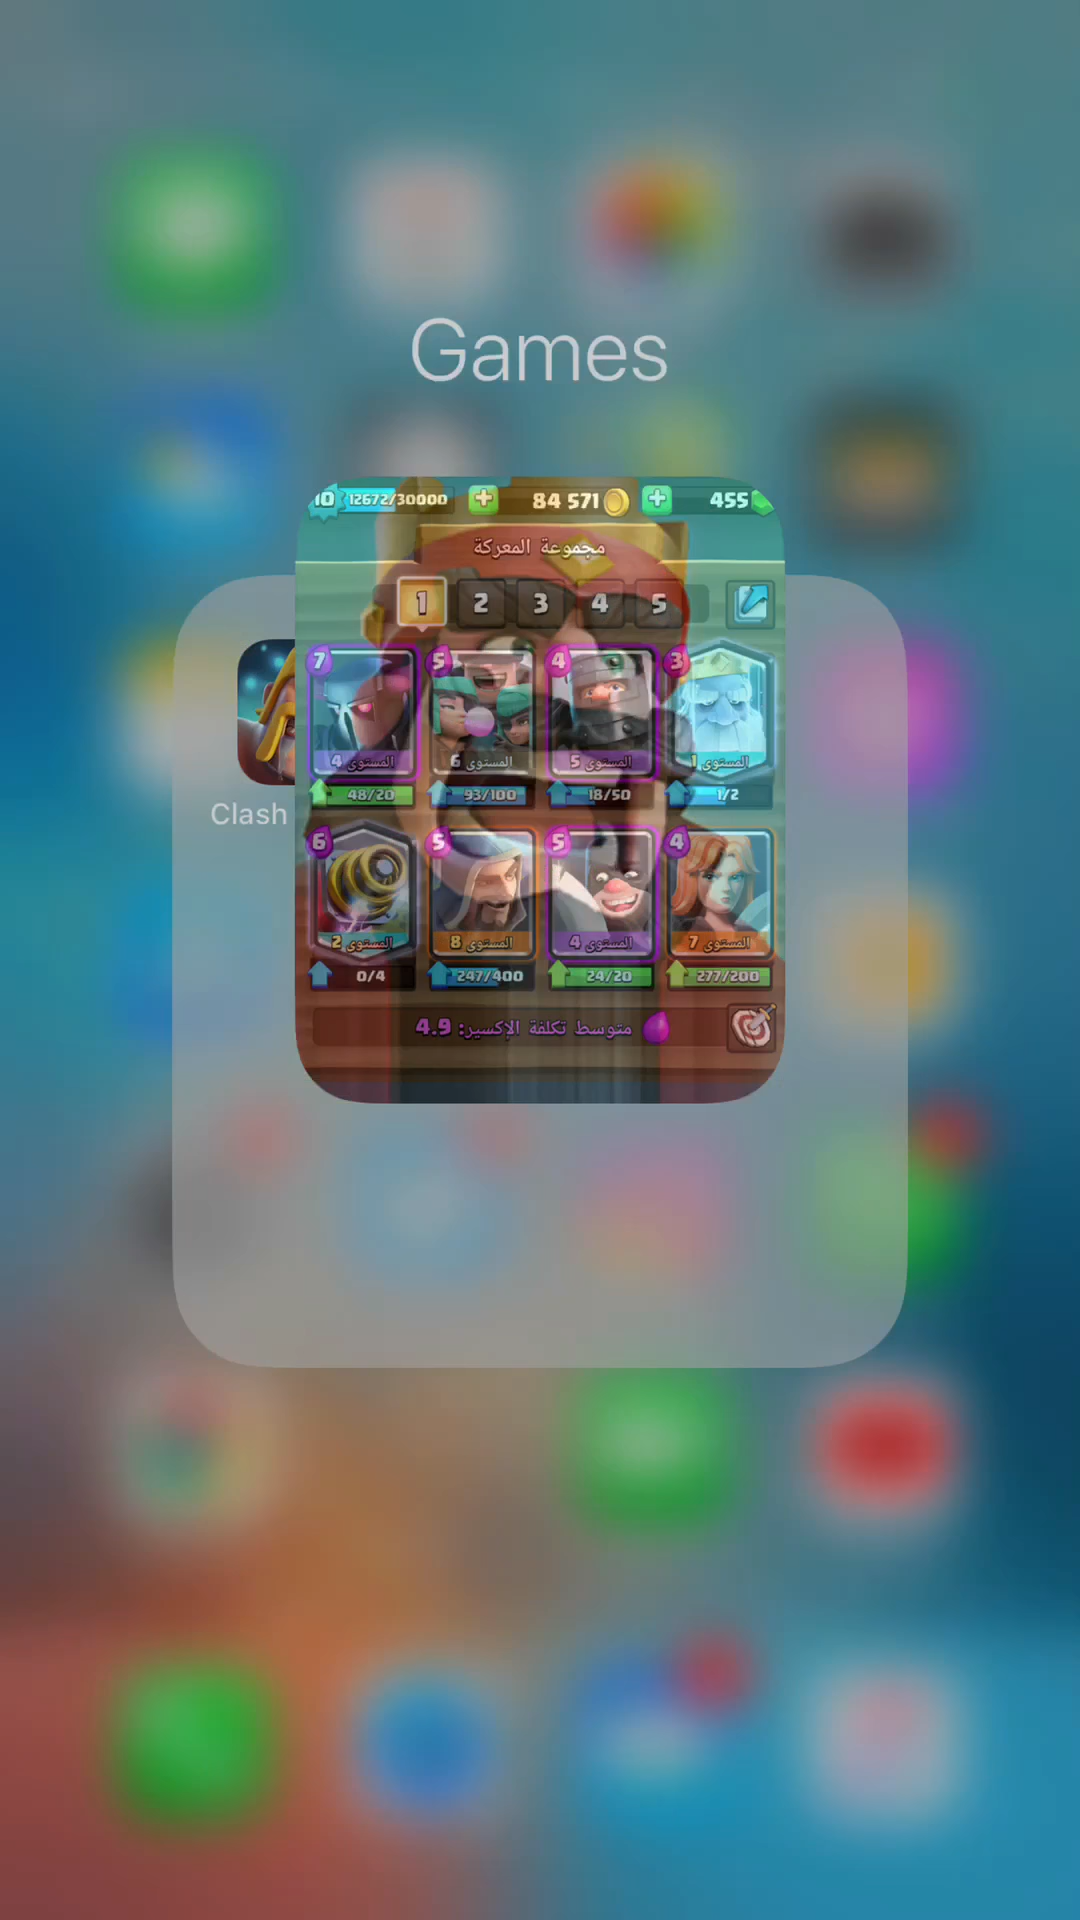 Games
10 12672/30000 84 571 455
مجموعة المعركة
1 2 3 4 5
7 5 4 3
المستوى 4 المستوى 6 المستوى 5 المستوى 1
48/20 93/100 18/50 1/2
Clash
6 5 5 4
المستوى 2 المستوى 8 المستوى 4 المستوى 7
0/4 247/400 24/20 277/200
متوسط تكلفة الإكسير: 4.9